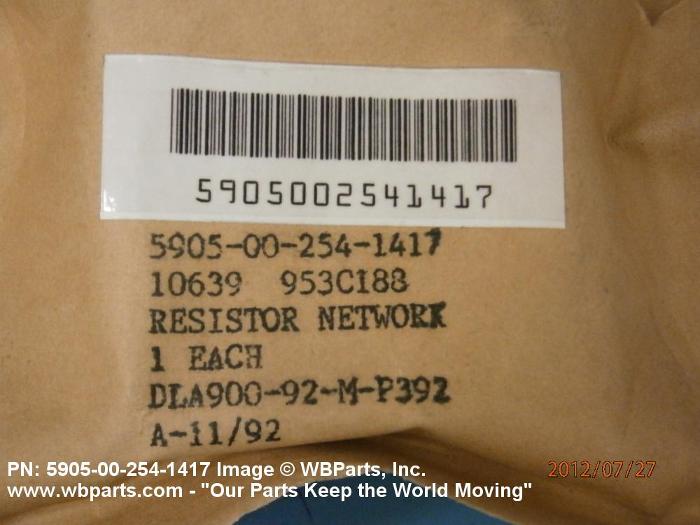 5905002541417
5905-00-254-1417
10639 953C188
RESISTOR NETWORK
1 EACH
DLA900-92-M-P392
A-11/92
PN: 5905-00-254-1417 Image © WBParts, Inc.
2012/07/27
www.wbparts.com - "Our Parts Keep the World Moving"